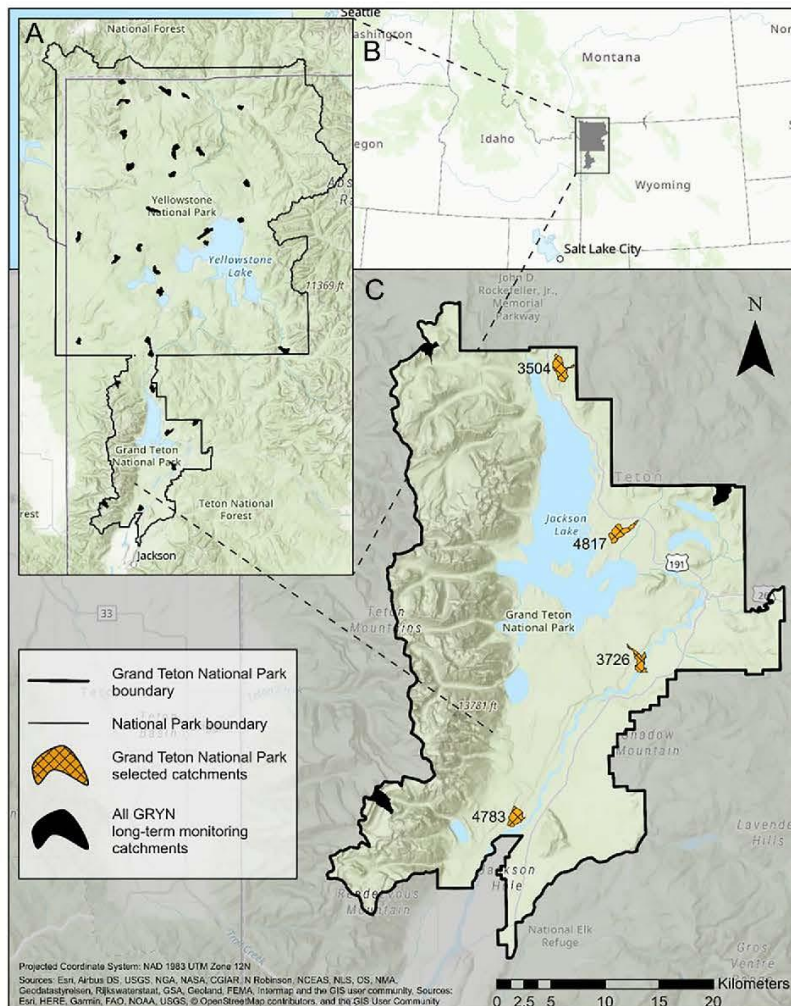 A
National Forest
Yellowstone
National Park
Yellowstone
Lake
11369 ft
Grand Teton
National Park
Teton National
Forest
Jackson
rest
Seattle
ashington
B
Montana
egon
Idaho
Wyoming
Salt Lake City
C
John D.
Rockefeller, Jr.,
Memorial
Parkway
N
3504
Teton
Jackson
Lake
4817
191
26
Grand Teton
National Park
Teton
Mountains
3726
13781 ft
Shadow
Mountain
4783
Jackson
Hole
Rendezvous
Mountain
National Elk
Refuge
Lavender
Hills
Gros
Ventre
33
Grand Teton National Park
boundary
National Park boundary
Grand Teton National Park
selected catchments
All GRYN
long-term monitoring
catchments
Projected Coordinate System: NAD 1983 UTM Zone 12N
Sources: Esri, Airbus DS, USGS, NGA, NASA, CGIAR, N Robinson, NCEAS, NLS, OS, NMA,
Geodatastyrelsen, Rijkswaterstaat, GSA, Geoland, FEMA, Intermap and the GIS user community, Sources:
Esri, HERE, Garmin, FAO, NOAA, USGS, © OpenStreetMap contributors, and the GIS User Community
Kilometers
0 2.5 5 10 15 20